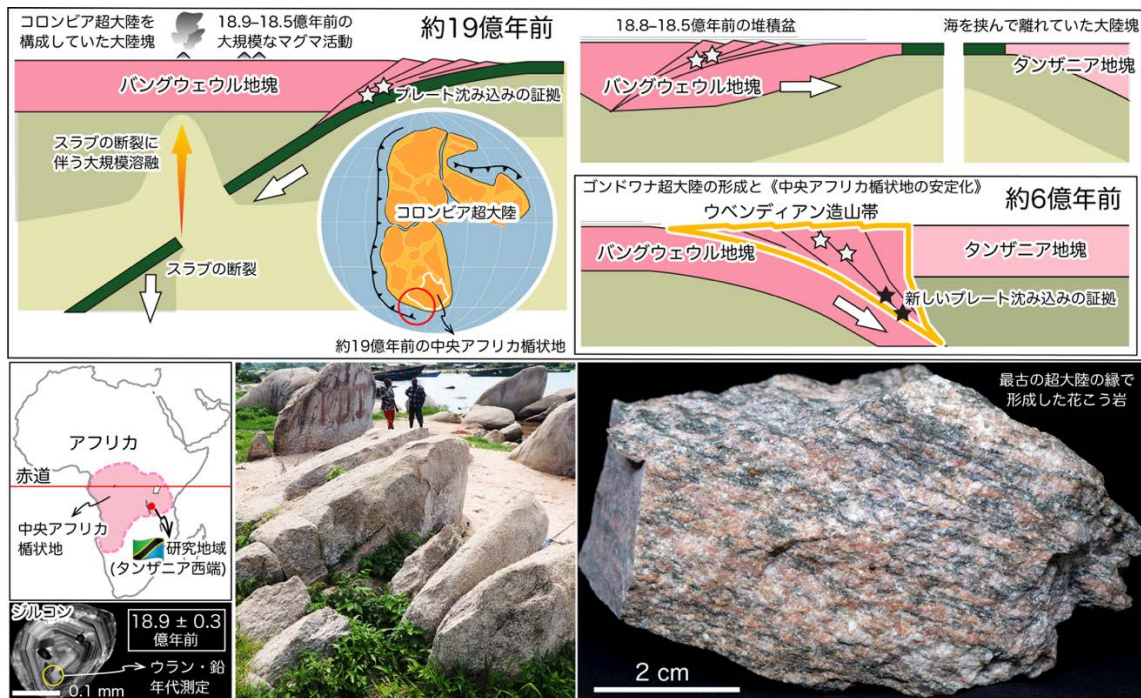 コロンビア超大陸を
構成していた大陸塊
18.9–18.5億年前の
大規模なマグマ活動
約19億年前
バングウェウル地塊
プレート沈み込みの証拠
スラブの断裂に
伴う大規模溶融
コロンビア超大陸
スラブの断裂
約19億年前の中央アフリカ楯状地
18.8–18.5億年前の堆積盆
海を挟んで離れていた大陸塊
バングウェウル地塊
タンザニア地塊
ゴンドワナ超大陸の形成と《中央アフリカ楯状地の安定化》
約6億年前
ウベンディアン造山帯
バングウェウル地塊
タンザニア地塊
新しいプレート沈み込みの証拠
アフリカ
赤道
中央アフリカ
楯状地
研究地域
(タンザニア西端)
ジルコン
18.9 ± 0.3
億年前
ウラン・鉛
年代測定
0.1 mm
最古の超大陸の縁で
形成した花こう岩
2 cm